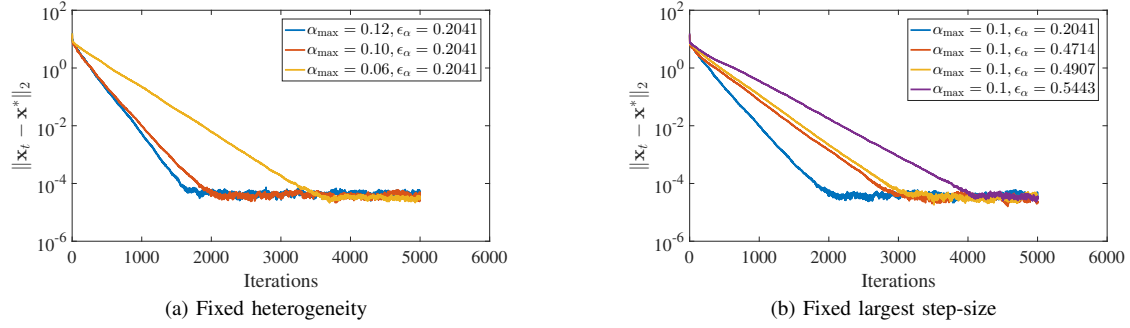 10^2
10^0
10^-2
10^-4
10^-6
||x_t − x*||_2
α_max = 0.12, ϵ_α = 0.2041
α_max = 0.10, ϵ_α = 0.2041
α_max = 0.06, ϵ_α = 0.2041
0 1000 2000 3000 4000 5000 6000
Iterations
(a) Fixed heterogeneity
10^2
10^0
10^-2
10^-4
10^-6
||x_t − x*||_2
α_max = 0.1, ϵ_α = 0.2041
α_max = 0.1, ϵ_α = 0.4714
α_max = 0.1, ϵ_α = 0.4907
α_max = 0.1, ϵ_α = 0.5443
0 1000 2000 3000 4000 5000 6000
Iterations
(b) Fixed largest step-size